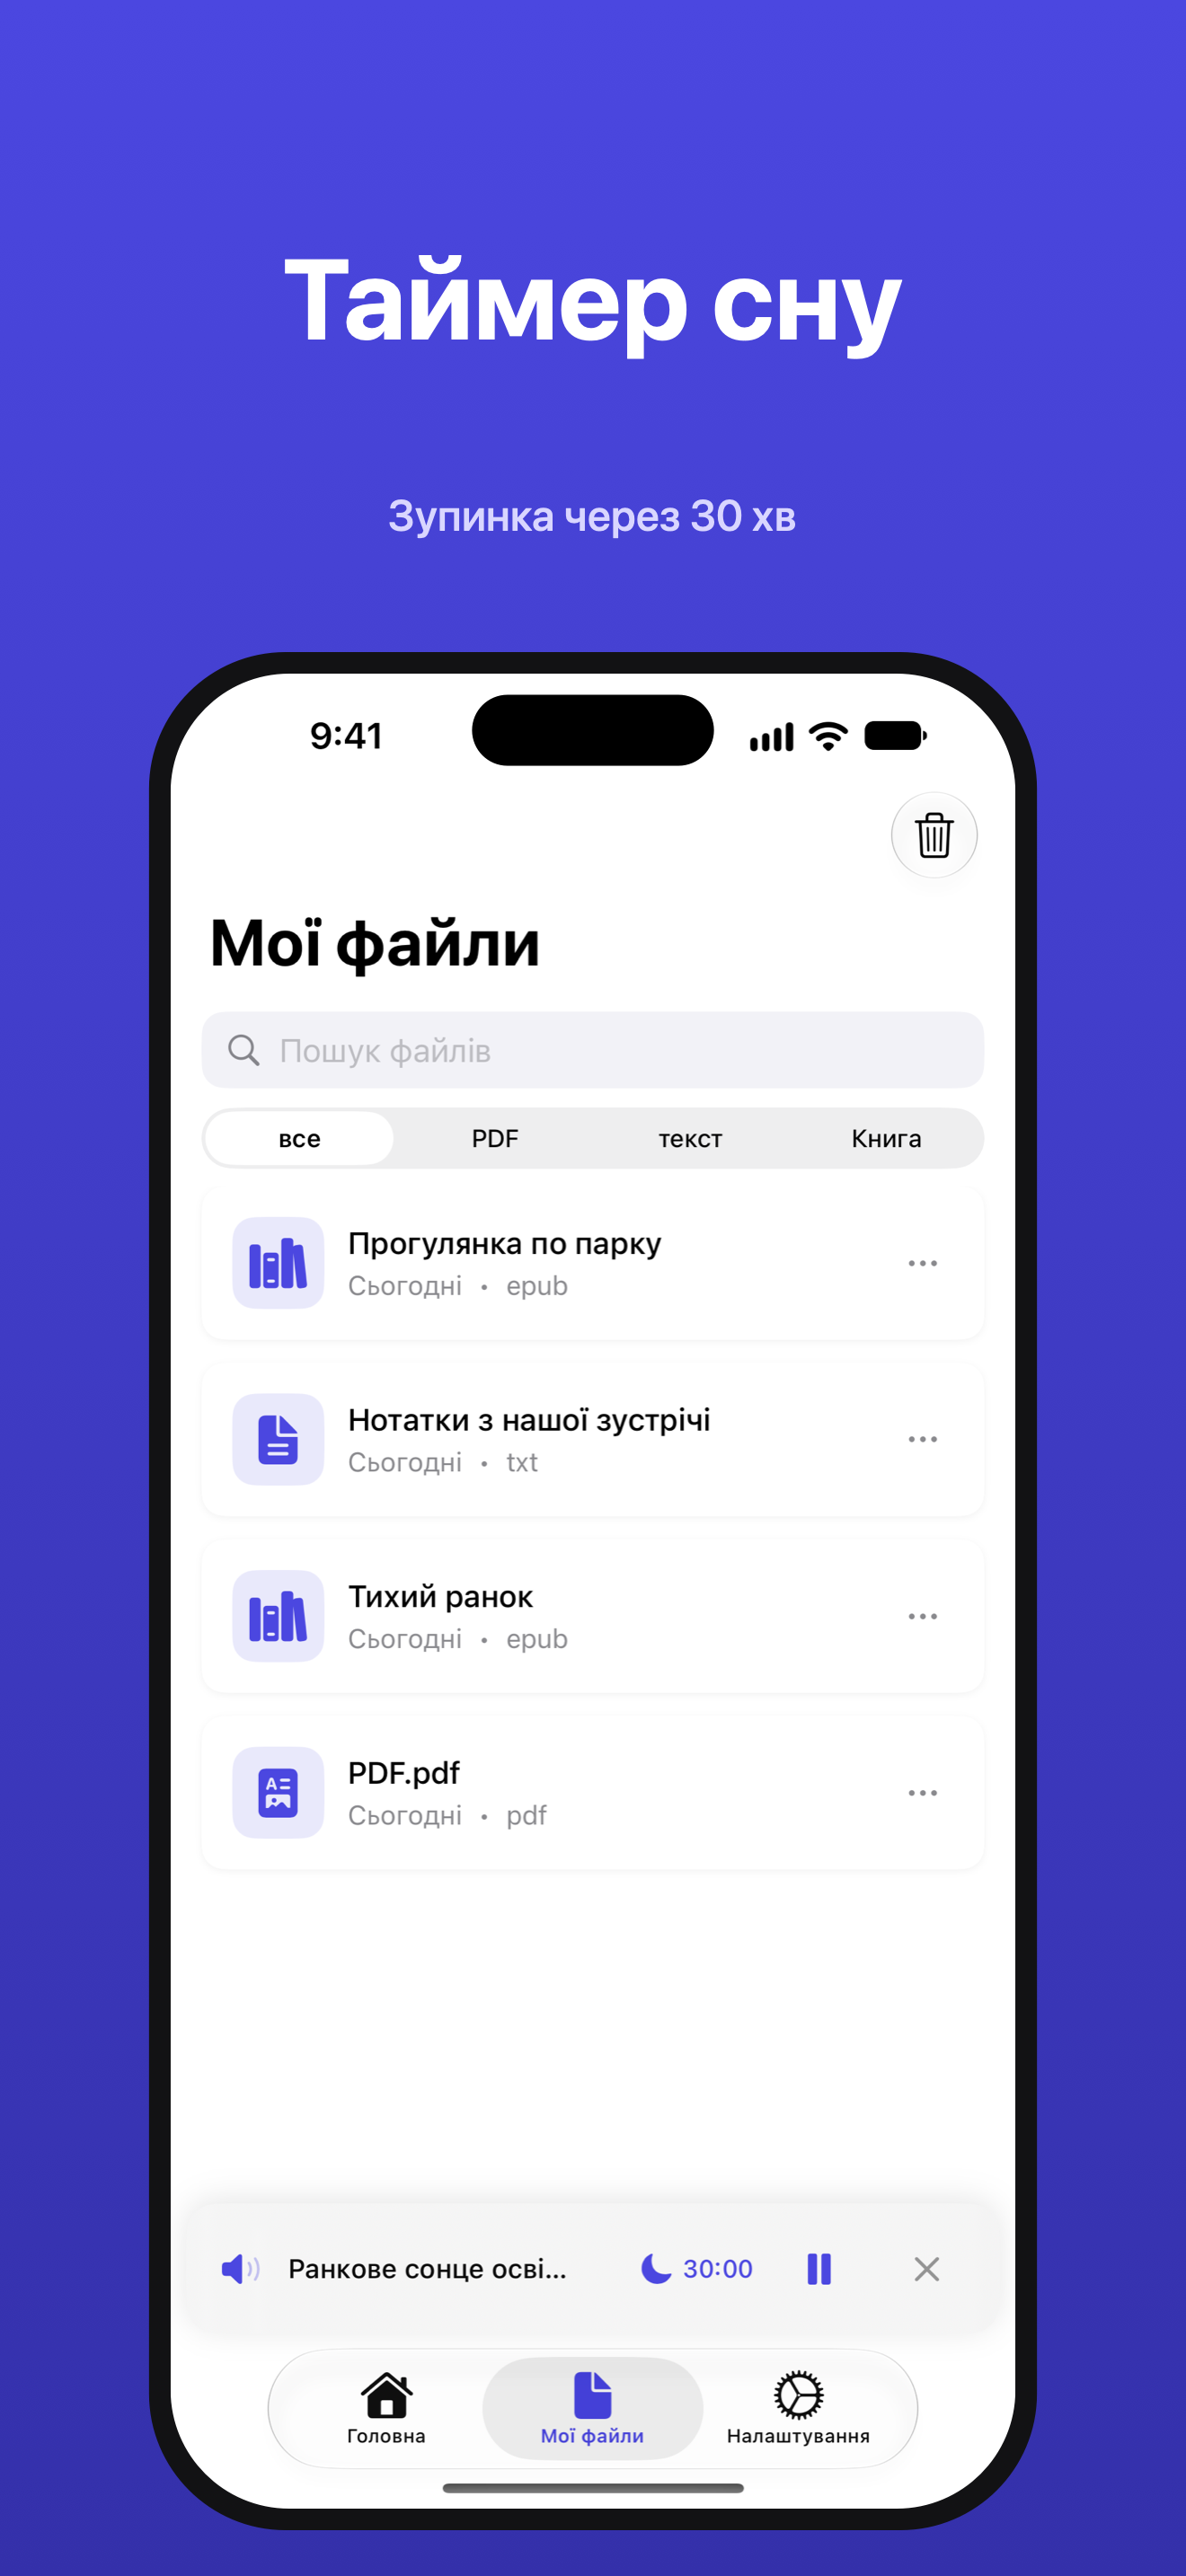 Таймер сну
Зупинка через 30 хв
9:41
Мої файли
Пошук файлів
все PDF текст Книга
Прогулянка по парку
Сьогодні • epub
Нотатки з нашої зустрічі
Сьогодні • txt
Тихий ранок
Сьогодні • epub
PDF.pdf
Сьогодні • pdf
Ранкове сонце осві... 30:00
Головна Мої файли Налаштування